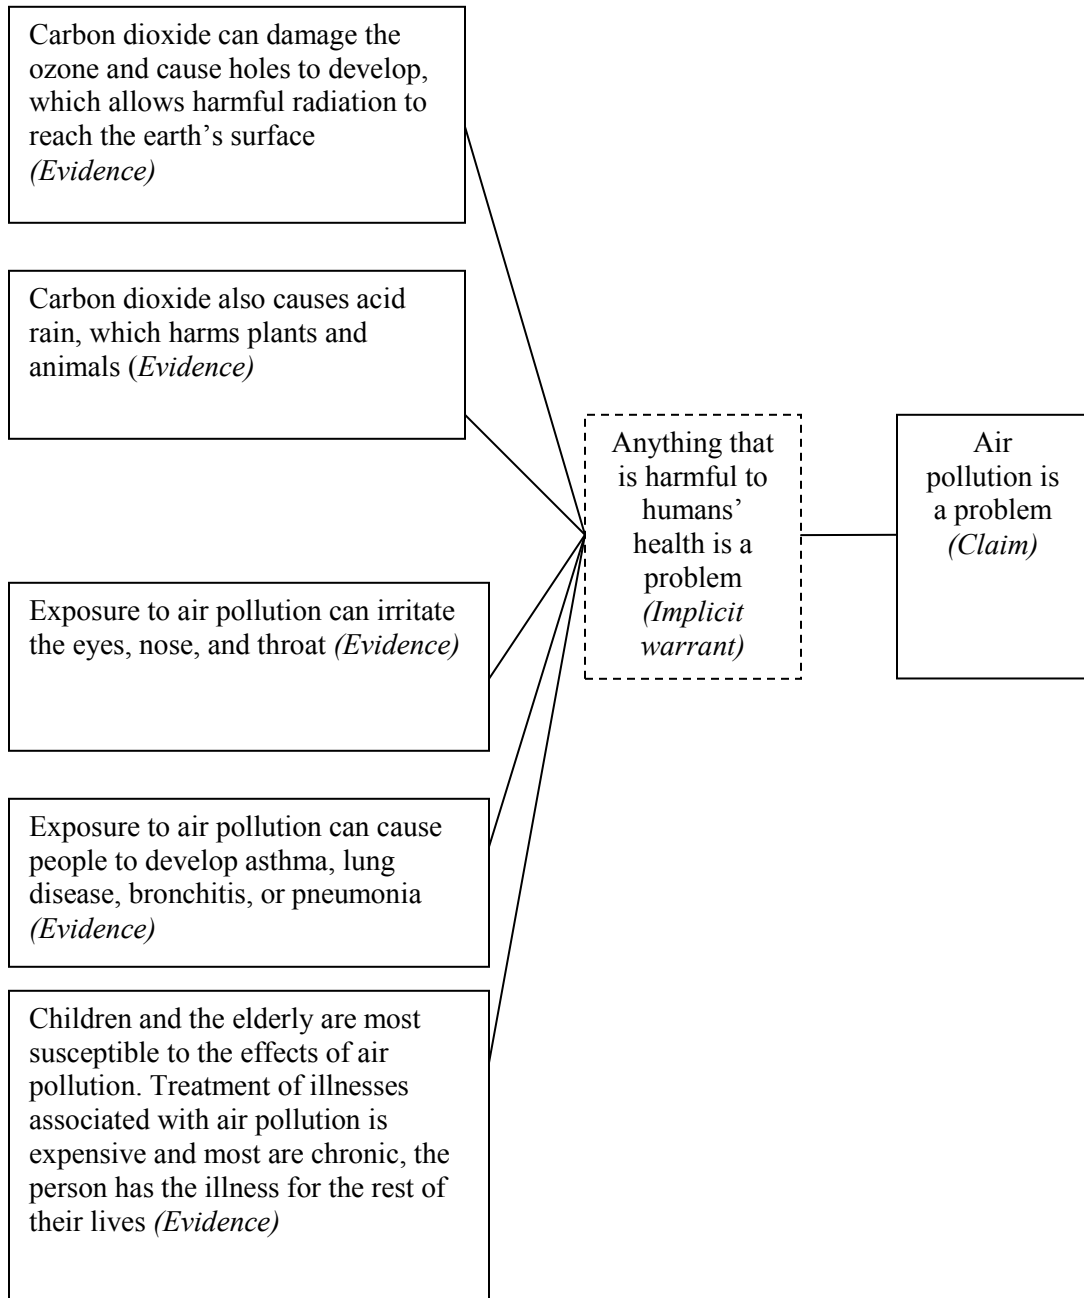 Carbon dioxide can damage the
ozone and cause holes to develop,
which allows harmful radiation to
reach the earth’s surface
(Evidence)
Carbon dioxide also causes acid
rain, which harms plants and
animals (Evidence)
Exposure to air pollution can irritate
the eyes, nose, and throat (Evidence)
Exposure to air pollution can cause
people to develop asthma, lung
disease, bronchitis, or pneumonia
(Evidence)
Children and the elderly are most
susceptible to the effects of air
pollution. Treatment of illnesses
associated with air pollution is
expensive and most are chronic, the
person has the illness for the rest of
their lives (Evidence)
Anything that
is harmful to
humans’
health is a
problem
(Implicit
warrant)
Air
pollution is
a problem
(Claim)